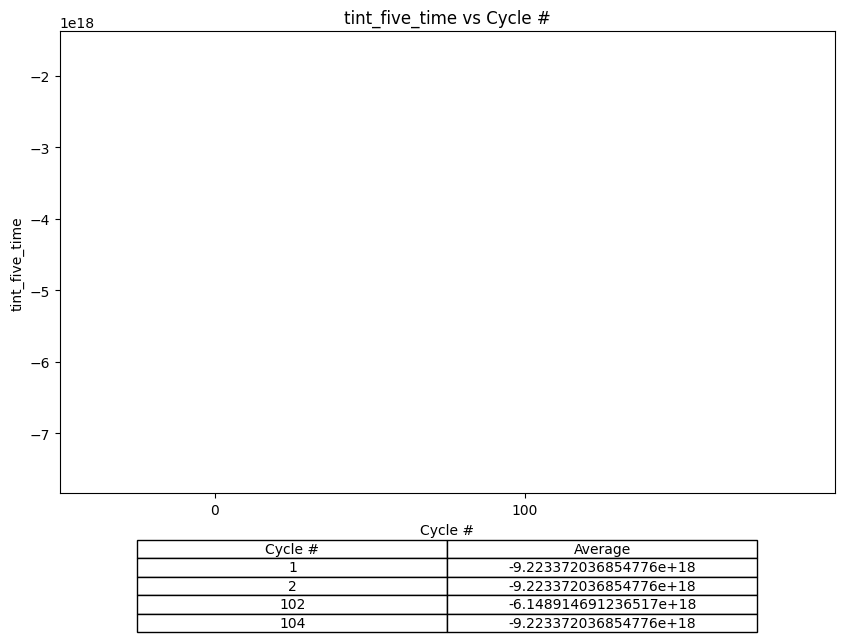 tint_five_time vs Cycle #
1e18
−2
−3
−4
−5
−6
−7
tint_five_time
0 100
Cycle #
Cycle # Average
1 -9.223372036854776e+18
2 -9.223372036854776e+18
102 -6.148914691236517e+18
104 -9.223372036854776e+18